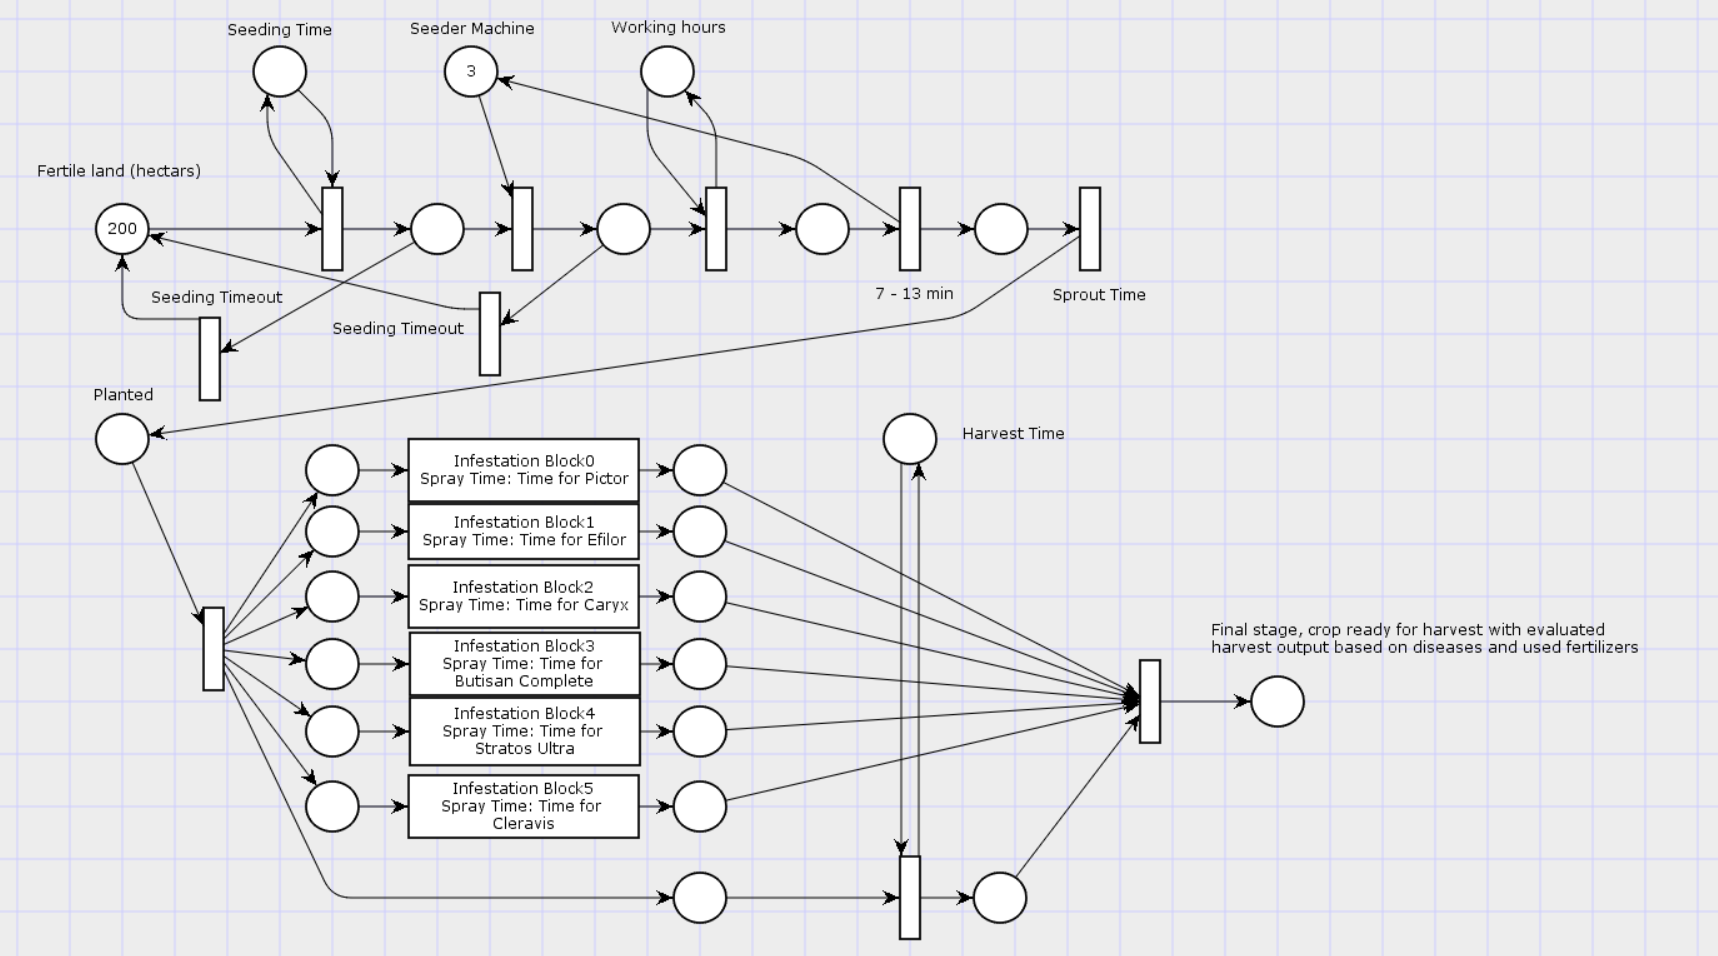 Seeding Time
Seeder Machine
Working hours
3
Fertile land (hectars)
200
Seeding Timeout
Seeding Timeout
7 - 13 min
Sprout Time
Planted
Harvest Time
Infestation Block0
Spray Time: Time for Pictor
Infestation Block1
Spray Time: Time for Efilor
Infestation Block2
Spray Time: Time for Caryx
Infestation Block3
Spray Time: Time for
Butisan Complete
Infestation Block4
Spray Time: Time for
Stratos Ultra
Infestation Block5
Spray Time: Time for
Cleravis
Final stage, crop ready for harvest with evaluated
harvest output based on diseases and used fertilizers